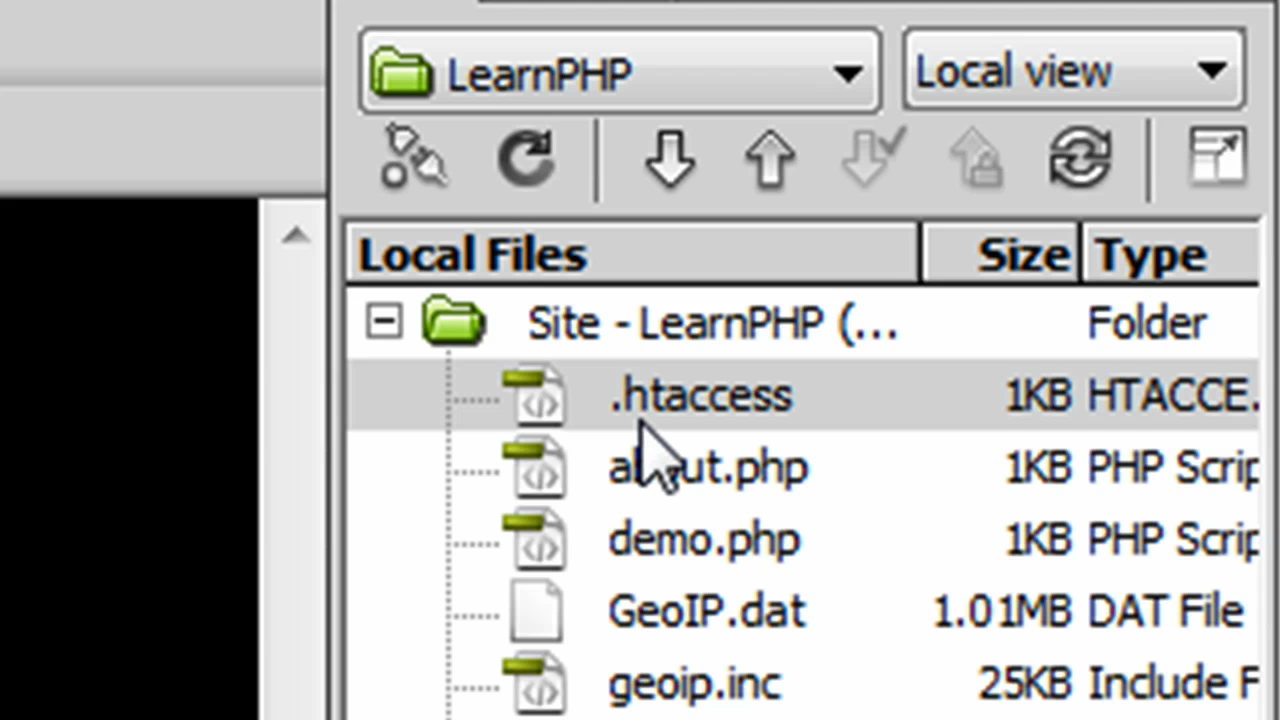 LearnPHP Local view
Local Files Size Type
Site - LearnPHP (... Folder
.htaccess 1KB HTACCE.
1KB PHP Scrip
demo.php 1KB PHP Scrip
GeoIP.dat 1.01MB DAT File
geoip.inc 25KB Include F